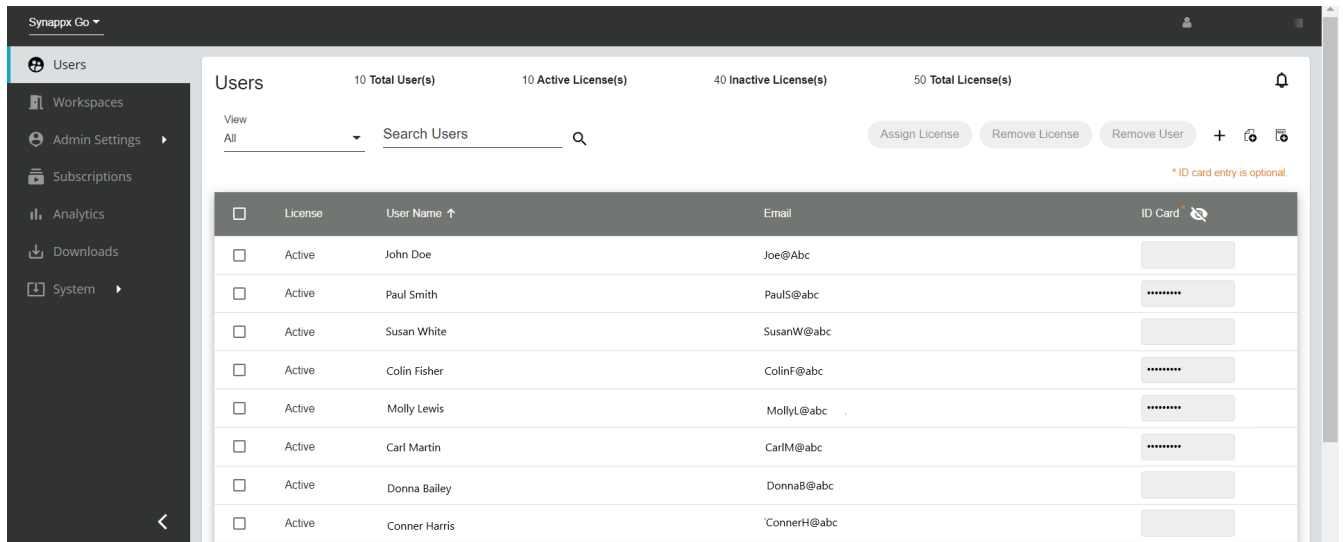 Synappx Go
Users
Workspaces
Admin Settings
Subscriptions
Analytics
Downloads
System
Users 10 Total User(s) 10 Active License(s) 40 Inactive License(s) 50 Total License(s)
View
All Search Users Assign License Remove License Remove User
* ID card entry is optional.
License User Name Email ID Card *
Active John Doe Joe@Abc
Active Paul Smith PaulS@abc •••••••••
Active Susan White SusanW@abc
Active Colin Fisher ColinF@abc •••••••••
Active Molly Lewis MollyL@abc •••••••••
Active Carl Martin CarlM@abc •••••••••
Active Donna Bailey DonnaB@abc
Active Conner Harris ConnerH@abc